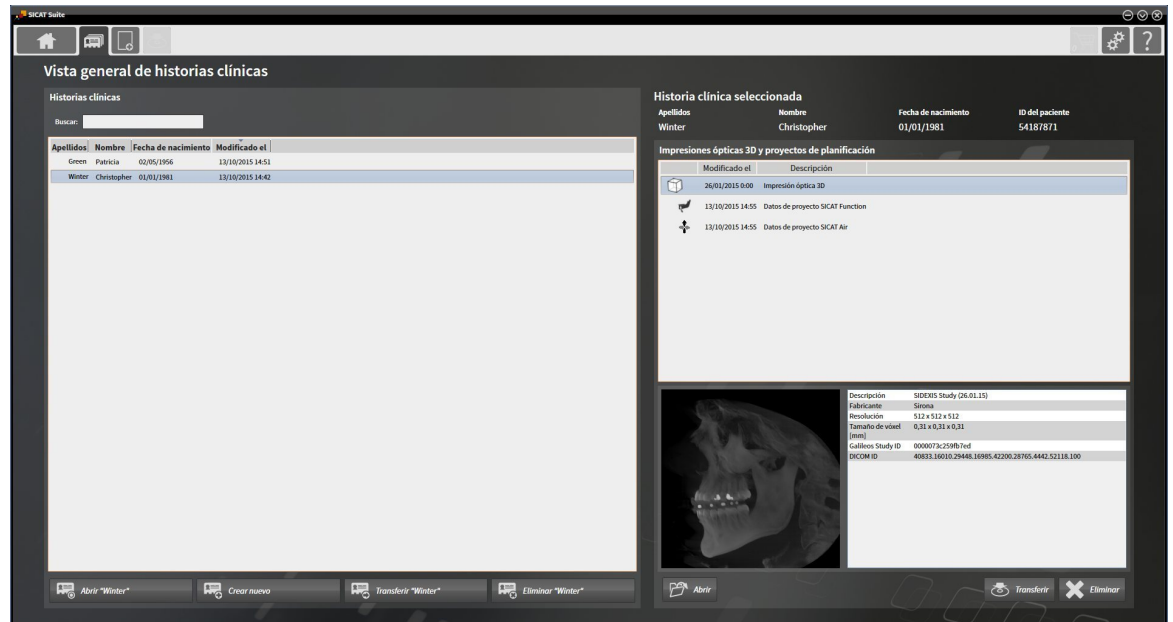 SICAT Suite
?
Vista general de historias clínicas
Historias clínicas
Buscar:
Apellidos Nombre Fecha de nacimiento Modificado el
Green Patricia 02/05/1956 13/10/2015 14:51
Winter Christopher 01/01/1981 13/10/2015 14:42
Abrir "Winter"
Crear nuevo
Transferir "Winter"
Eliminar "Winter"
Historia clínica seleccionada
Apellidos Nombre Fecha de nacimiento ID del paciente
Winter Christopher 01/01/1981 54187871
Impresiones ópticas 3D y proyectos de planificación
Modificado el Descripción
26/01/2015 0:00 Impresión óptica 3D
13/10/2015 14:55 Datos de proyecto SICAT Function
13/10/2015 14:55 Datos de proyecto SICAT Air
Descripción SIDEXIS Study (26.01.15)
Fabricante Sirona
Resolución 512 x 512 x 512
Tamaño de vóxel 0,31 x 0,31 x 0,31
[mm]
Galileos Study ID 0000073c259fb7ed
DICOM ID 40833.16010.29448.16985.42200.28765.4442.52118.100
Abrir
Transferir
Eliminar